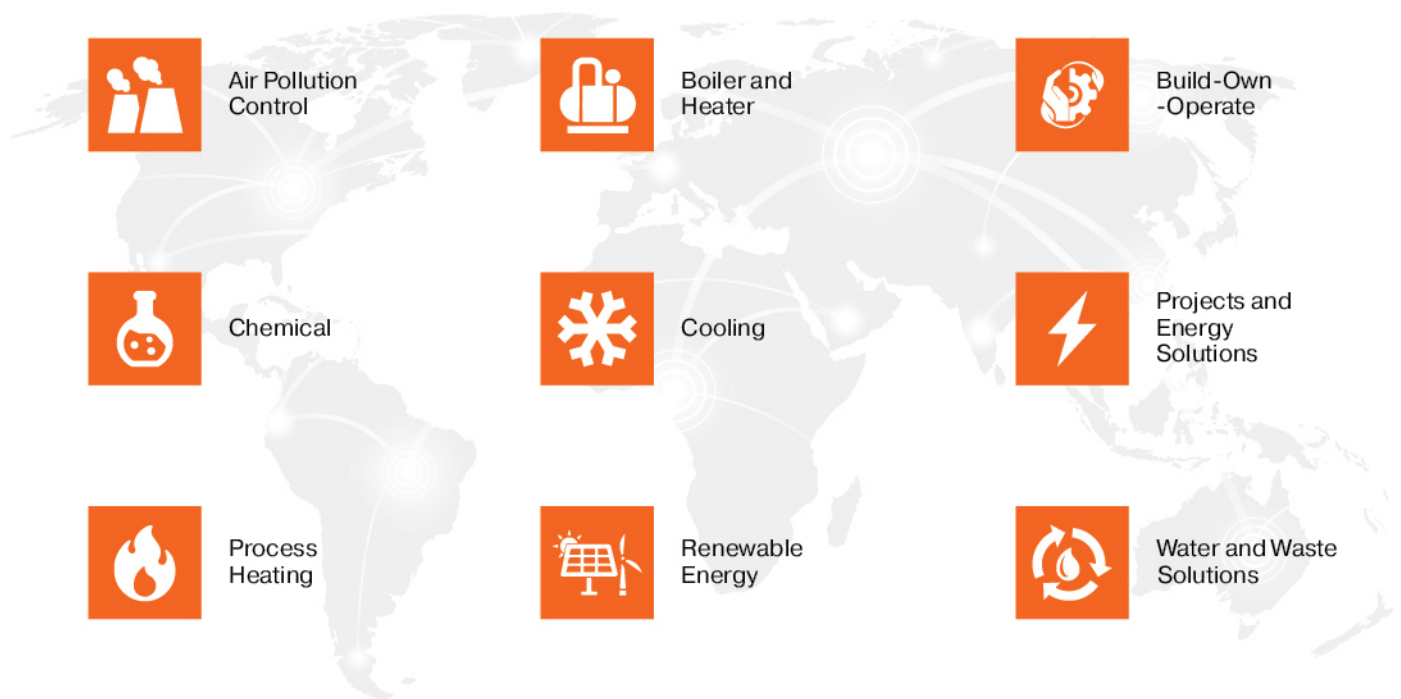 Air Pollution
Control
Boiler and
Heater
Build-Own
-Operate
Chemical
Cooling
Projects and
Energy
Solutions
Process
Heating
Renewable
Energy
Water and Waste
Solutions